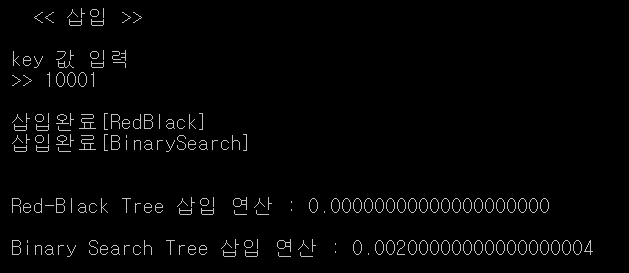 << 삽입 >>
key 값 입력
>> 10001
삽입완료[RedBlack]
삽입완료[BinarySearch]
Red-Black Tree 삽입 연산 : 0.00000000000000000000
Binary Search Tree 삽입 연산 : 0.00200000000000000004